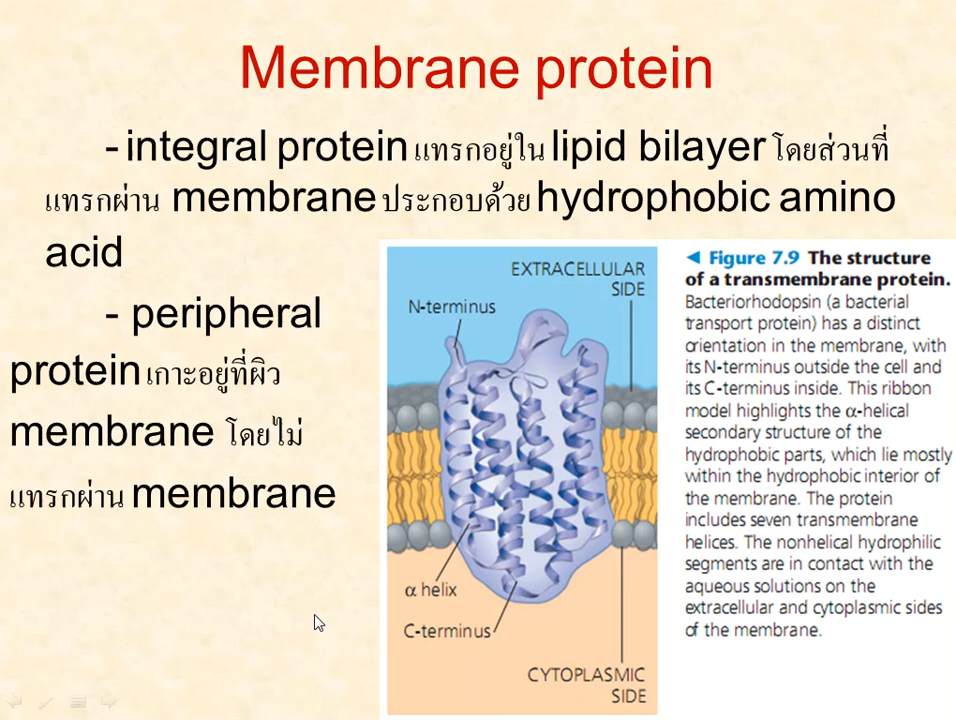 Membrane protein
- integral protein แทรกอยู่ใน lipid bilayer โดยส่วนที่
แทรกผ่าน membrane ประกอบด้วย hydrophobic amino
acid
- peripheral
protein เกาะอยู่ที่ผิว
membrane โดยไม่
แทรกผ่าน membrane
EXTRACELLULAR
SIDE
N-terminus
α helix
C-terminus
CYTOPLASMIC
SIDE
◄ Figure 7.9 The structure
of a transmembrane protein.
Bacteriorhodopsin (a bacterial
transport protein) has a distinct
orientation in the membrane, with
its N-terminus outside the cell and
its C-terminus inside. This ribbon
model highlights the α-helical
secondary structure of the
hydrophobic parts, which lie mostly
within the hydrophobic interior of
the membrane. The protein
includes seven transmembrane
helices. The nonhelical hydrophilic
segments are in contact with the
aqueous solutions on the
extracellular and cytoplasmic sides
of the membrane.